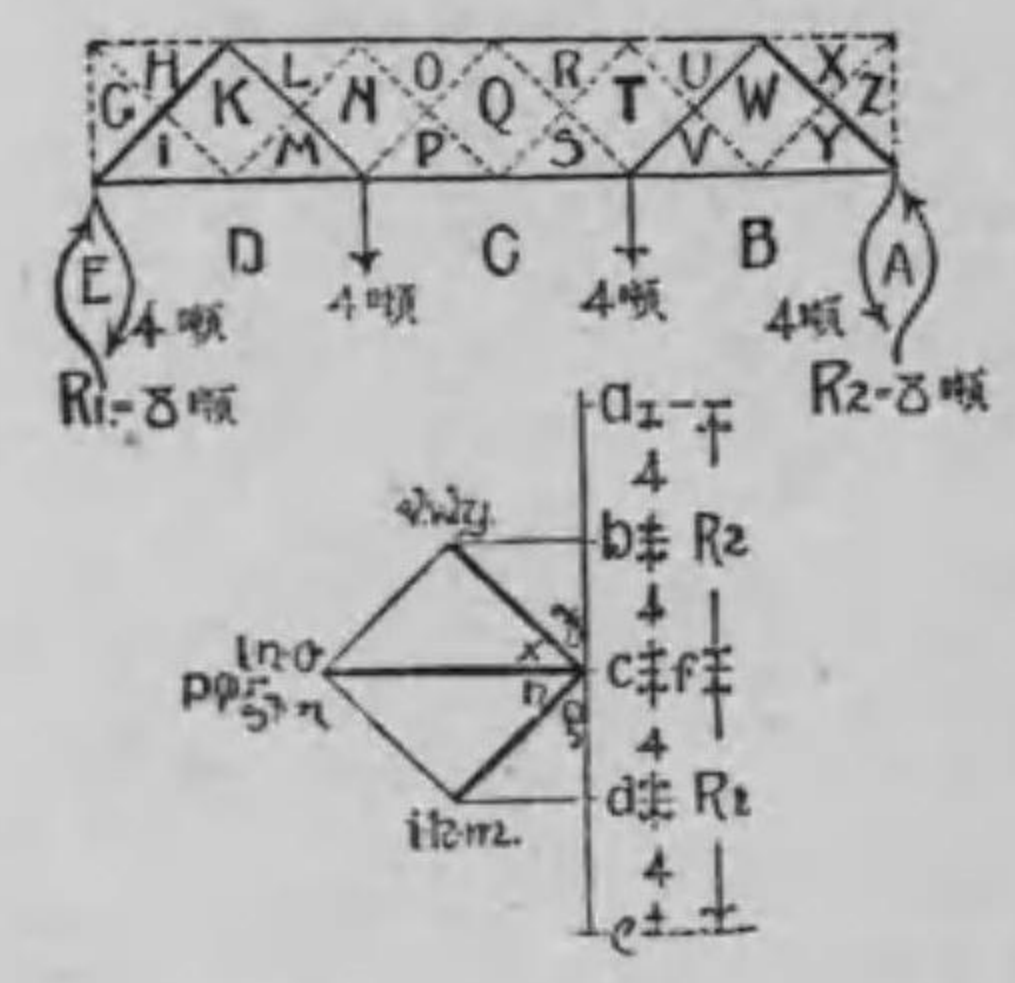 H L O R U X
G K N Q T W Z
I M P S V Y
D C B
E A
4噸 4噸 4噸 4噸
R1=8噸 R2=8噸
a
4
v.w.y.
b R2
4
x
l n o c f
h
4
d R2
i.k.m.
4
e